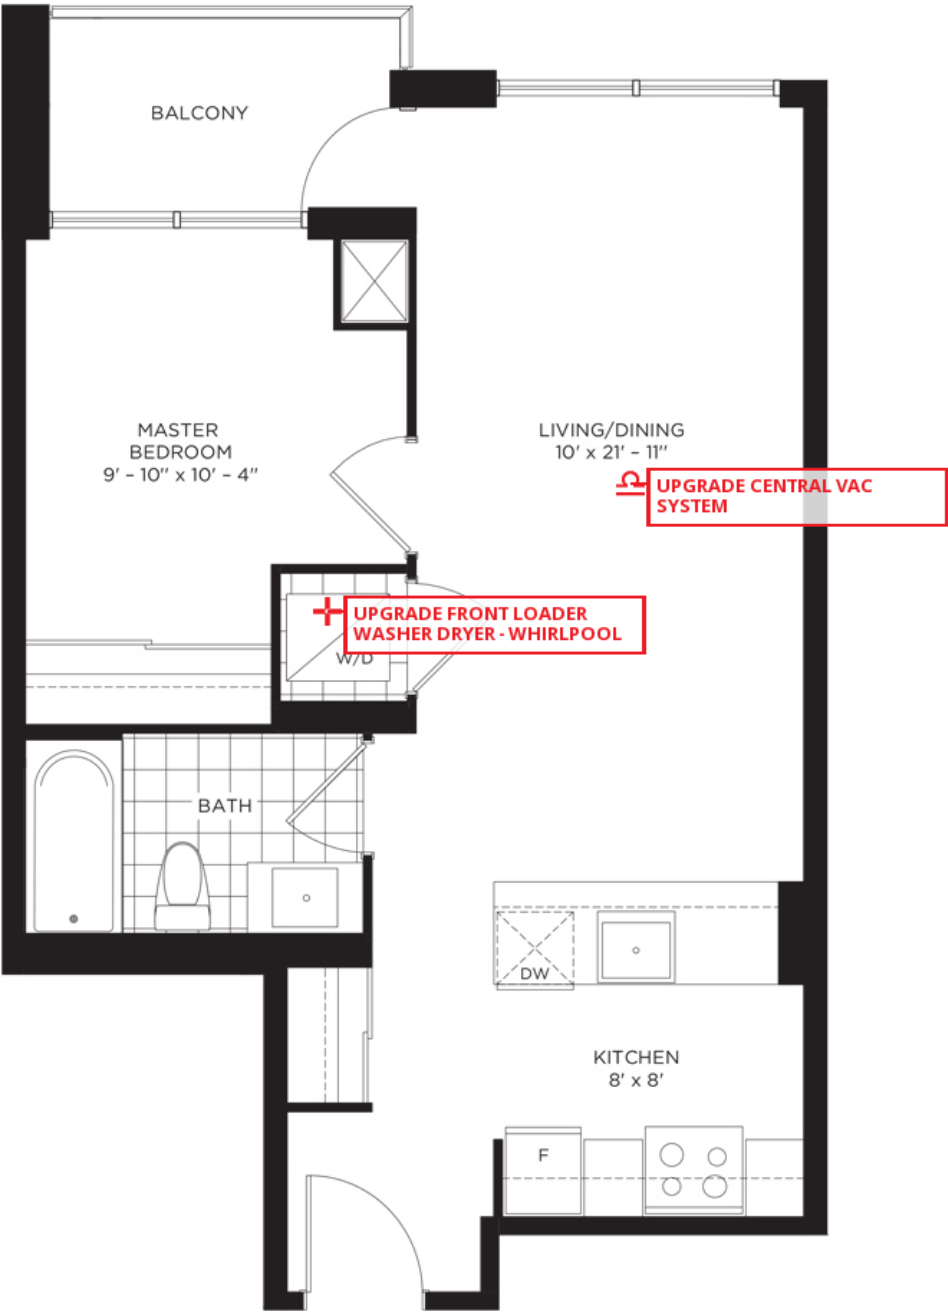 BALCONY
MASTER
BEDROOM
9' – 10" x 10' – 4"
LIVING/DINING
10' x 21' – 11"
UPGRADE CENTRAL VAC
SYSTEM
UPGRADE FRONT LOADER
WASHER DRYER - WHIRLPOOL
W/D
BATH
DW
KITCHEN
8' x 8'
F